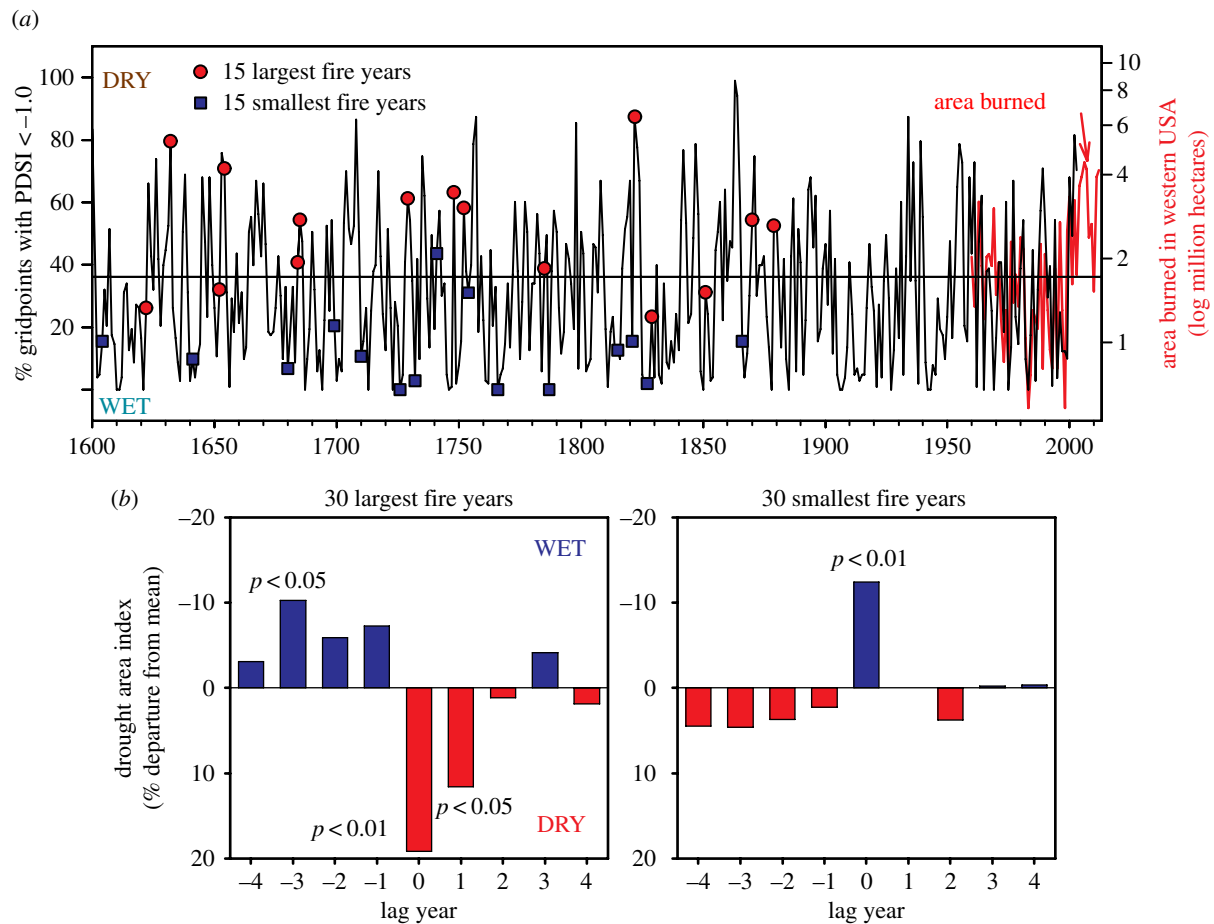 (a)
DRY
15 largest fire years
15 smallest fire years
area burned
WET
% gridpoints with PDSI < −1.0
100
80
60
40
20
area burned in western USA
(log million hectares)
10
8
6
4
2
1
1600 1650 1700 1750 1800 1850 1900 1950 2000
(b)
30 largest fire years
30 smallest fire years
drought area index
(% departure from mean)
−20
−10
0
10
20
WET
p < 0.05
p < 0.01
p < 0.05
DRY
p < 0.01
−4 −3 −2 −1 0 1 2 3 4
lag year
−4 −3 −2 −1 0 1 2 3 4
lag year